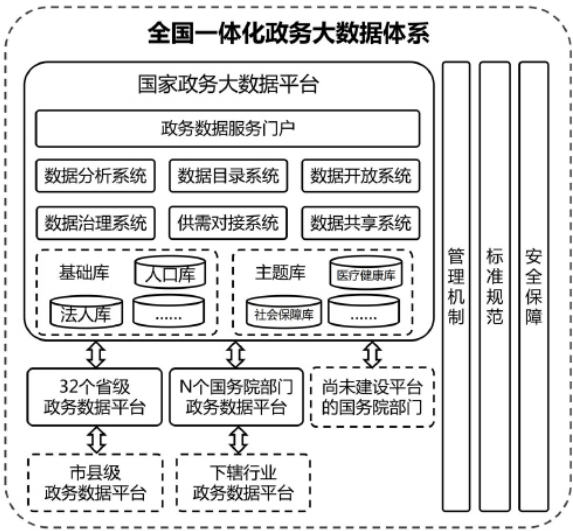 全国一体化政务大数据体系
国家政务大数据平台
政务数据服务门户
数据分析系统
数据目录系统
数据开放系统
数据治理系统
供需对接系统
数据共享系统
基础库
人口库
法人库
......
主题库
医疗健康库
社会保障库
......
32个省级
政务数据平台
N个国务院部门
政务数据平台
尚未建设平台
的国务院部门
市县级
政务数据平台
下辖行业
政务数据平台
管理机制
标准规范
安全保障